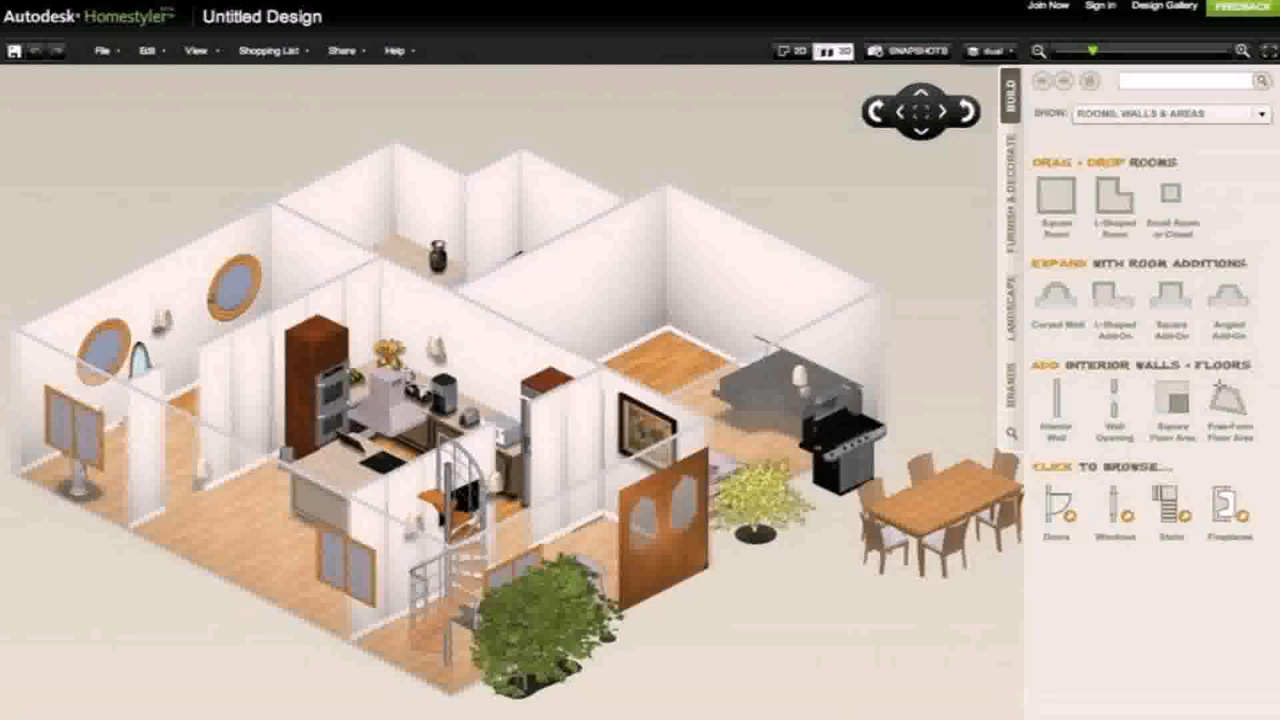 Autodesk® Homestyler™ BETA Untitled Design
Join Now Sign In Design Gallery FEEDBACK
File Edit View Shopping List Share Help
2D 3D SNAPSHOTS dual
BUILD
FURNISH & DECORATE
LANDSCAPE
BRANDS
SHOW: ROOMS, WALLS & AREAS
DRAG + DROP ROOMS
Square Room
L-Shaped Room
Small Room or Closet
EXPAND WITH ROOM ADDITIONS
Curved Wall
L-Shaped Add-On
Square Add-On
Angled Add-On
ADD INTERIOR WALLS + FLOORS
Interior Wall
Wall Opening
Square Floor Area
Free-Form Floor Area
CLICK TO BROWSE...
Doors Windows Stairs Fireplaces